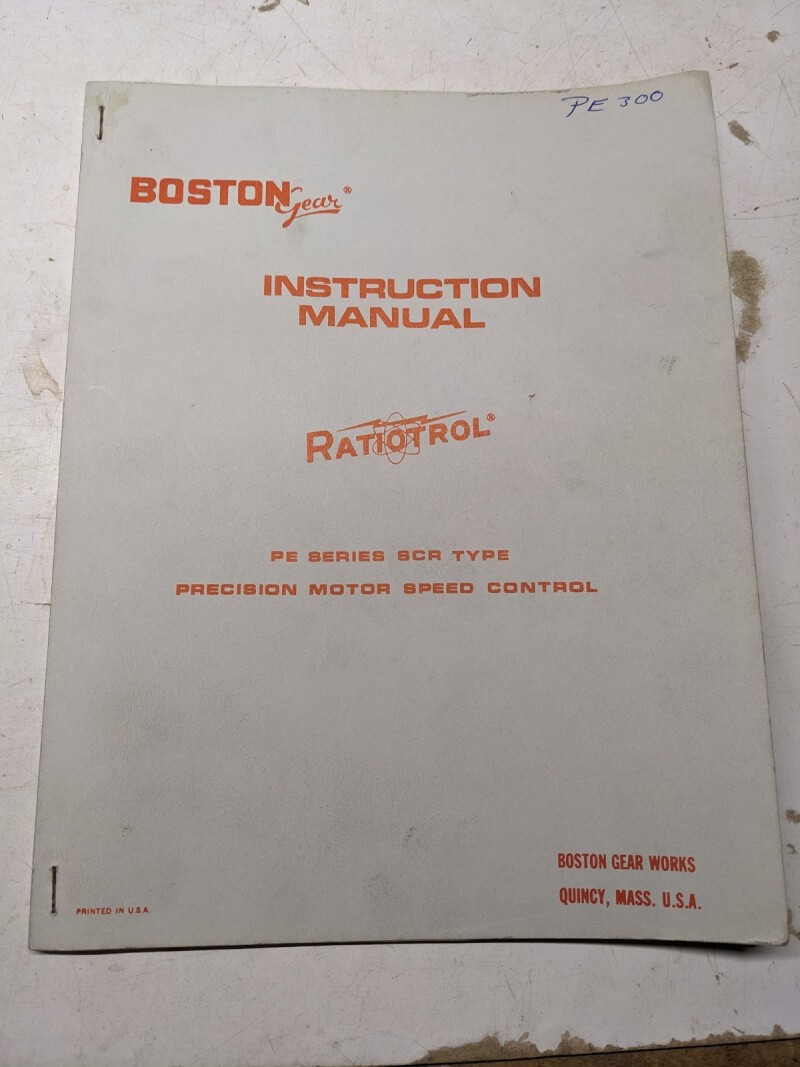 PE 300
BOSTON Gear®
INSTRUCTION
MANUAL
RATIOTROL®
PE SERIES SCR TYPE
PRECISION MOTOR SPEED CONTROL
BOSTON GEAR WORKS
QUINCY, MASS. U.S.A.
PRINTED IN U.S.A.